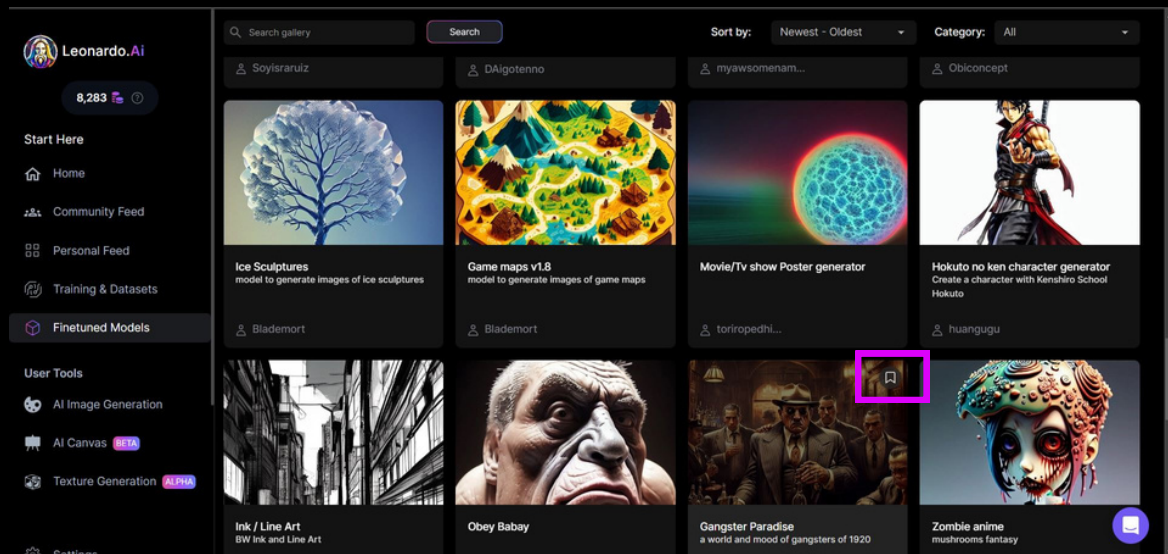 Leonardo.Ai
8,283
Start Here
Home
Community Feed
Personal Feed
Training & Datasets
Finetuned Models
User Tools
AI Image Generation
AI Canvas BETA
Texture Generation ALPHA
Settings
Search gallery
Search
Sort by:
Newest - Oldest
Category:
All
Soyisraruiz
DAigotenno
myawsomenam...
Obiconcept
Ice Sculptures
model to generate images of ice sculptures
Blademort
Game maps v1.8
model to generate images of game maps
Blademort
Movie/Tv show Poster generator
toriropedhi...
Hokuto no ken character generator
Create a character with Kenshiro School
Hokuto
huangugu
Ink / Line Art
BW Ink and Line Art
Obey Babay
Gangster Paradise
a world and mood of gangsters of 1920
Zombie anime
mushrooms fantasy